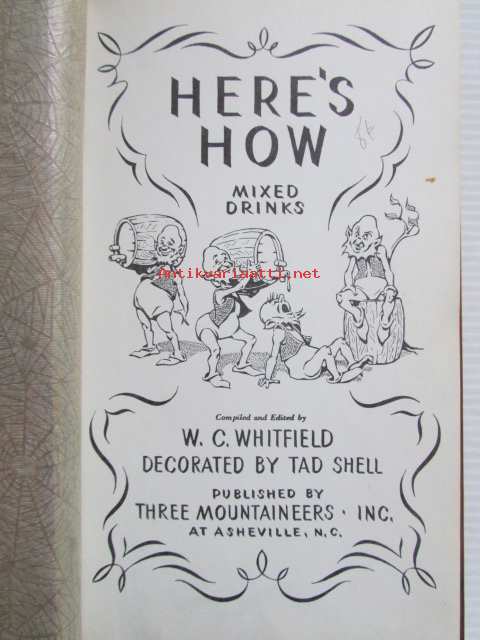 HERE'S
HOW
MIXED
DRINKS
Antikvariaatti.net
Compiled and Edited by
W. C. WHITFIELD
DECORATED BY TAD SHELL
PUBLISHED BY
THREE MOUNTAINEERS · INC.
AT ASHEVILLE, N.C.